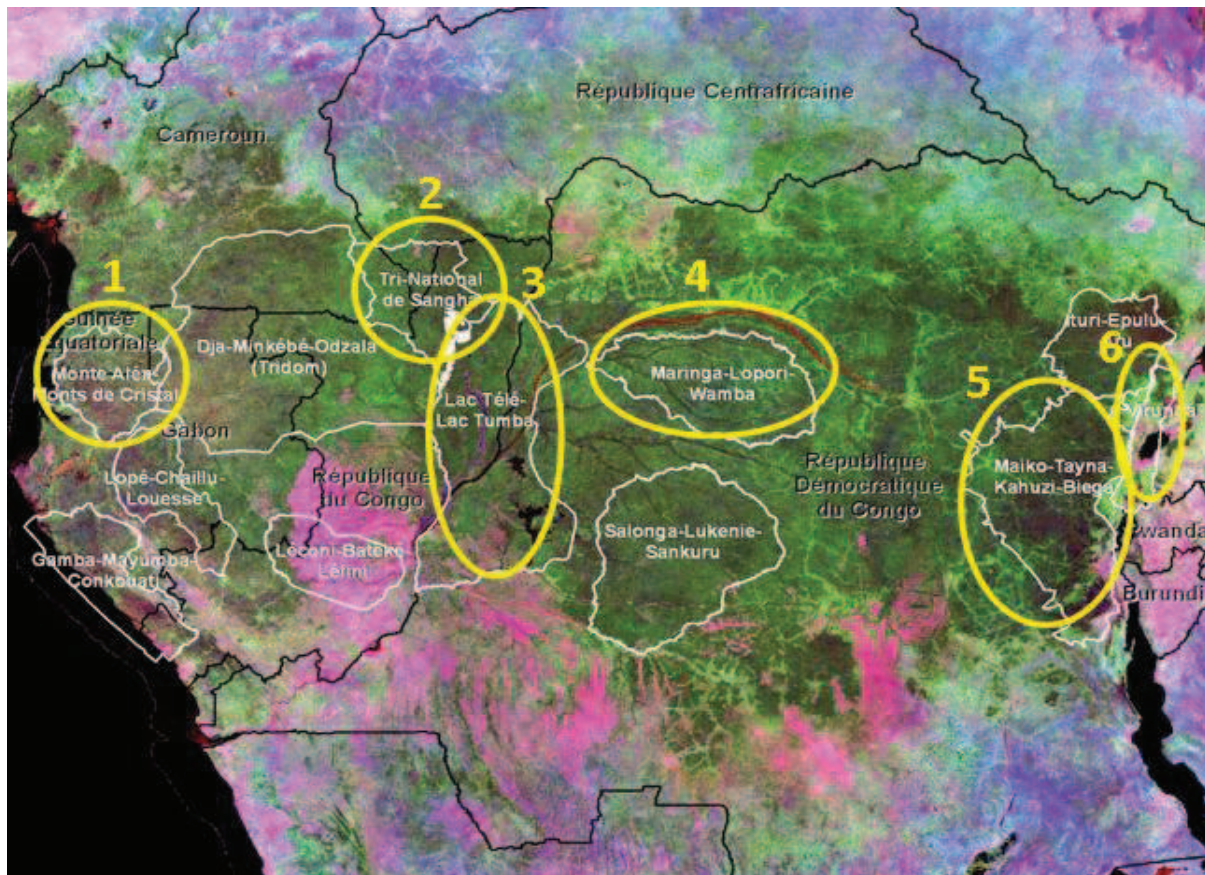 République Centrafricaine
Cameroun
2
Tri-National
de Sangha
3
4
1
Guinée
Equatoriale
Monte Alén-
Monts de Cristal
Dja-Minkébé-Odzala
(Tridom)
Gabon
Lac Télé-
Lac Tumba
Maringa-Lopori-
Wamba
Ituri-Epulu-
6
Virunga
5
Maiko-Tayna-
Kahuzi-Biega
République
Démocratique
du Congo
République
du Congo
Lopé-Chaillu-
Louesse
Gamba-Mayumba-
Conkouati
Léconi-Batéké-
Léfini
Salonga-Lukenie-
Sankuru
Rwanda
Burundi